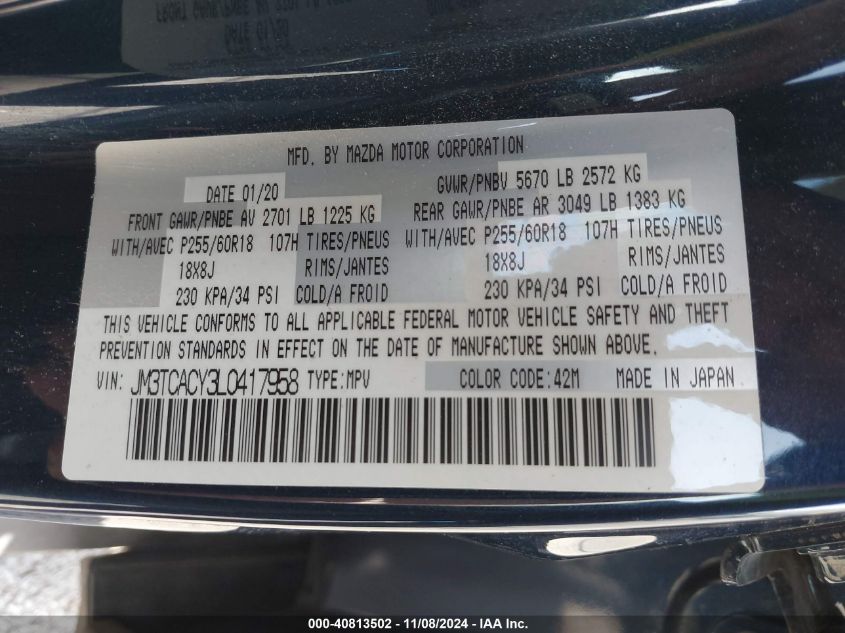 MFD. BY MAZDA MOTOR CORPORATION
DATE 01/20
GVWR/PNBV 5670 LB 2572 KG
FRONT GAWR/PNBE AV 2701 LB 1225 KG
REAR GAWR/PNBE AR 3049 LB 1383 KG
WITH/AVEC P255/60R18 107H TIRES/PNEUS
WITH/AVEC P255/60R18 107H TIRES/PNEUS
18X8J RIMS/JANTES
18X8J RIMS/JANTES
230 KPA/34 PSI COLD/A FROID
230 KPA/34 PSI COLD/A FROID
THIS VEHICLE CONFORMS TO ALL APPLICABLE FEDERAL MOTOR VEHICLE SAFETY AND THEFT
PREVENTION STANDARDS IN EFFECT ON THE DATE OF MANUFACTURE SHOWN ABOVE.
VIN: JM3TCACY3L0417958 TYPE:MPV COLOR CODE:42M MADE IN JAPAN
000-40813502 - 11/08/2024 - IAAI, Inc.